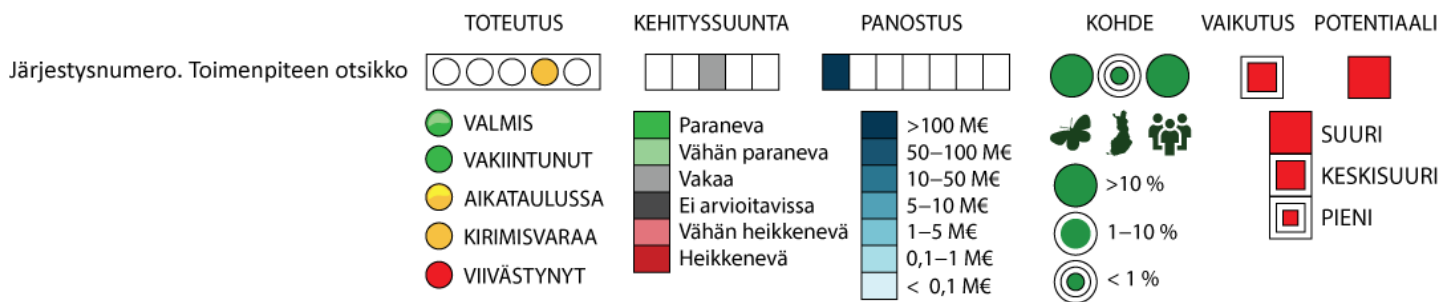 TOTEUTUS KEHITYSSUUNTA PANOSTUS KOHDE VAIKUTUS POTENTIAALI
Järjestysnumero. Toimenpiteen otsikko
VALMIS
VAKIINTUNUT
AIKATAULUSSA
KIRIMISVARAA
VIIVÄSTYNYT
Paraneva
Vähän paraneva
Vakaa
Ei arvioitavissa
Vähän heikkenevä
Heikkenevä
>100 M€
50–100 M€
10–50 M€
5–10 M€
1–5 M€
0,1–1 M€
< 0,1 M€
>10 %
1–10 %
< 1 %
SUURI
KESKISUURI
PIENI